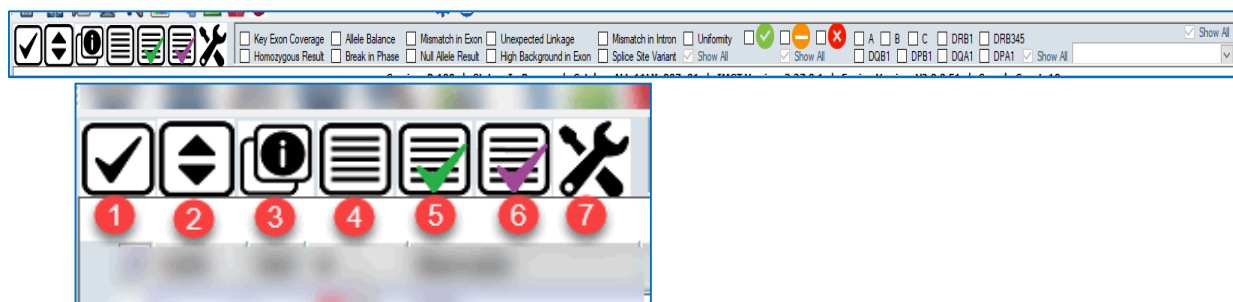 Key Exon Coverage Allele Balance Mismatch in Exon Unexpected Linkage Mismatch in Intron Uniformity A B C DRB1 DRB345 Show All
Homozygous Result Break in Phase Null Allele Result High Background in Exon Splice Site Variant Show All Show All DQB1 DPB1 DQA1 DPA1 Show All
1 2 3 4 5 6 7